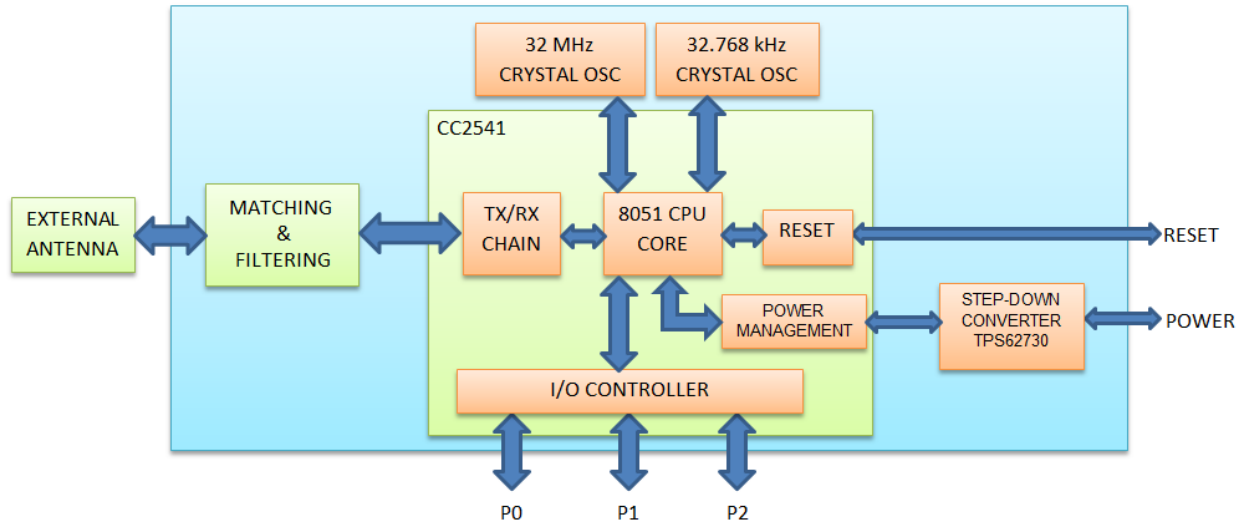 32 MHz
CRYSTAL OSC
32.768 kHz
CRYSTAL OSC
CC2541
EXTERNAL
ANTENNA
MATCHING
&
FILTERING
TX/RX
CHAIN
8051 CPU
CORE
RESET
RESET
POWER
MANAGEMENT
STEP-DOWN
CONVERTER
TPS62730
POWER
I/O CONTROLLER
P0
P1
P2